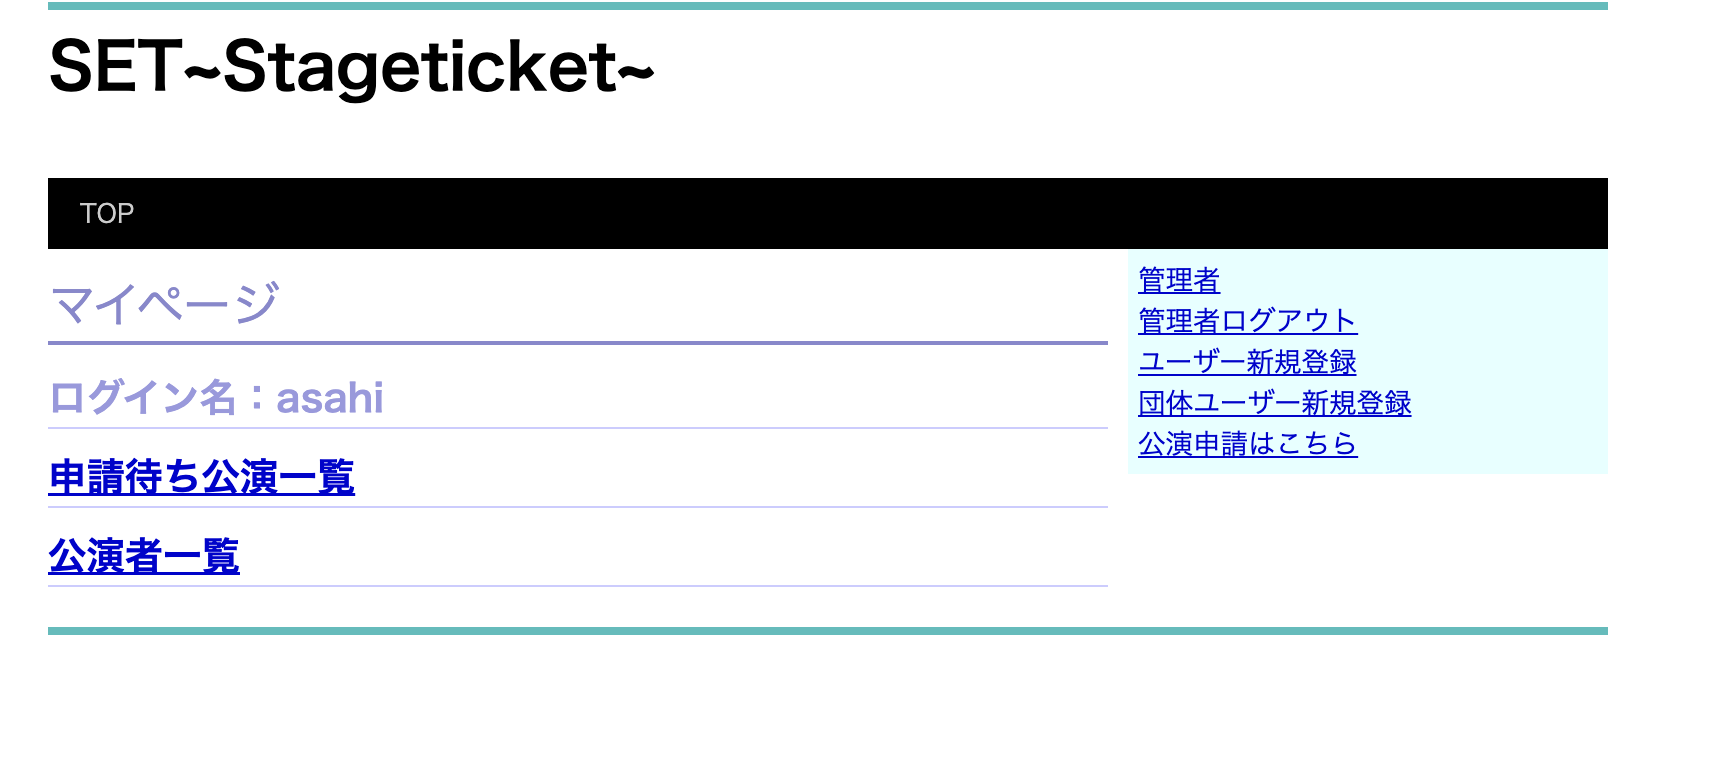 SET~Stageticket~
TOP
マイページ
ログイン名：asahi
申請待ち公演一覧
公演者一覧
管理者
管理者ログアウト
ユーザー新規登録
団体ユーザー新規登録
公演申請はこちら